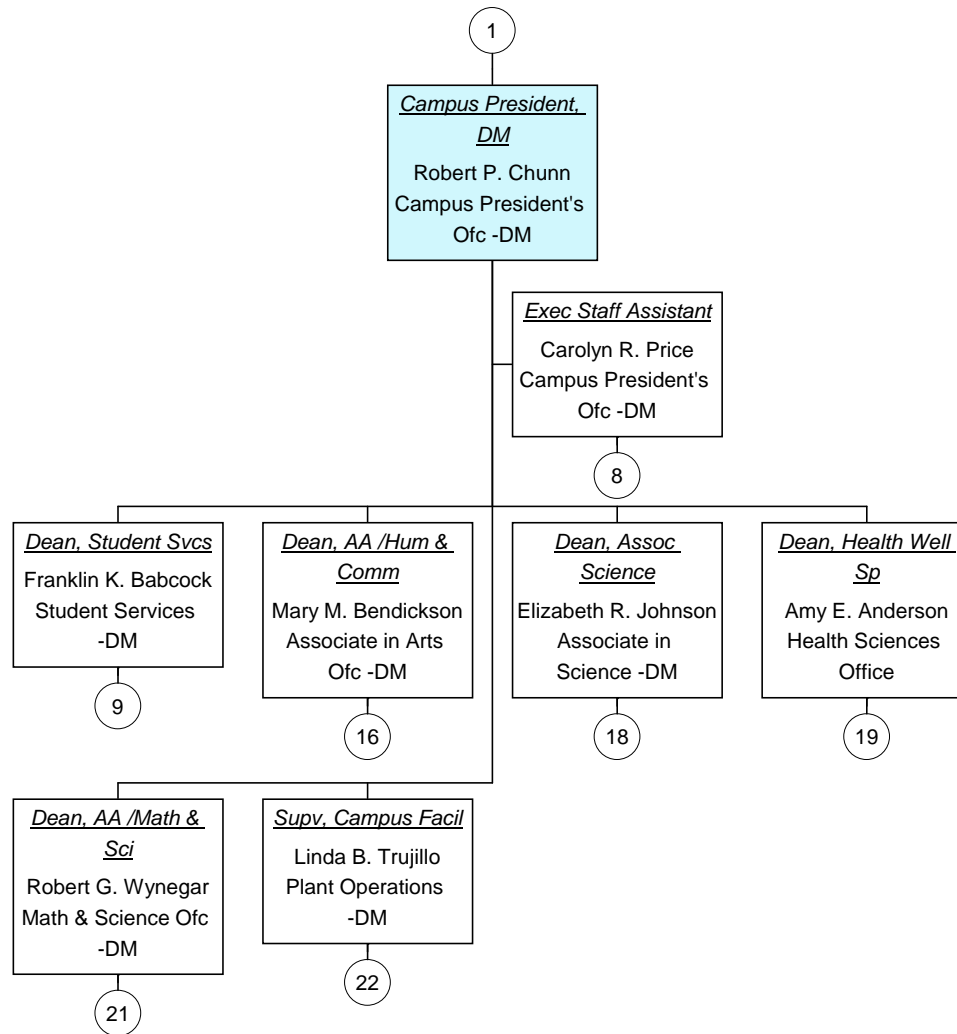 1
Campus President,
DM
Robert P. Chunn
Campus President's
Ofc -DM
Exec Staff Assistant
Carolyn R. Price
Campus President's
Ofc -DM
8
Dean, Student Svcs
Franklin K. Babcock
Student Services
-DM
9
Dean, AA /Hum &
Comm
Mary M. Bendickson
Associate in Arts
Ofc -DM
16
Dean, Assoc
Science
Elizabeth R. Johnson
Associate in
Science -DM
18
Dean, Health Well
Sp
Amy E. Anderson
Health Sciences
Office
19
Dean, AA /Math &
Sci
Robert G. Wynegar
Math & Science Ofc
-DM
21
Supv, Campus Facil
Linda B. Trujillo
Plant Operations
-DM
22